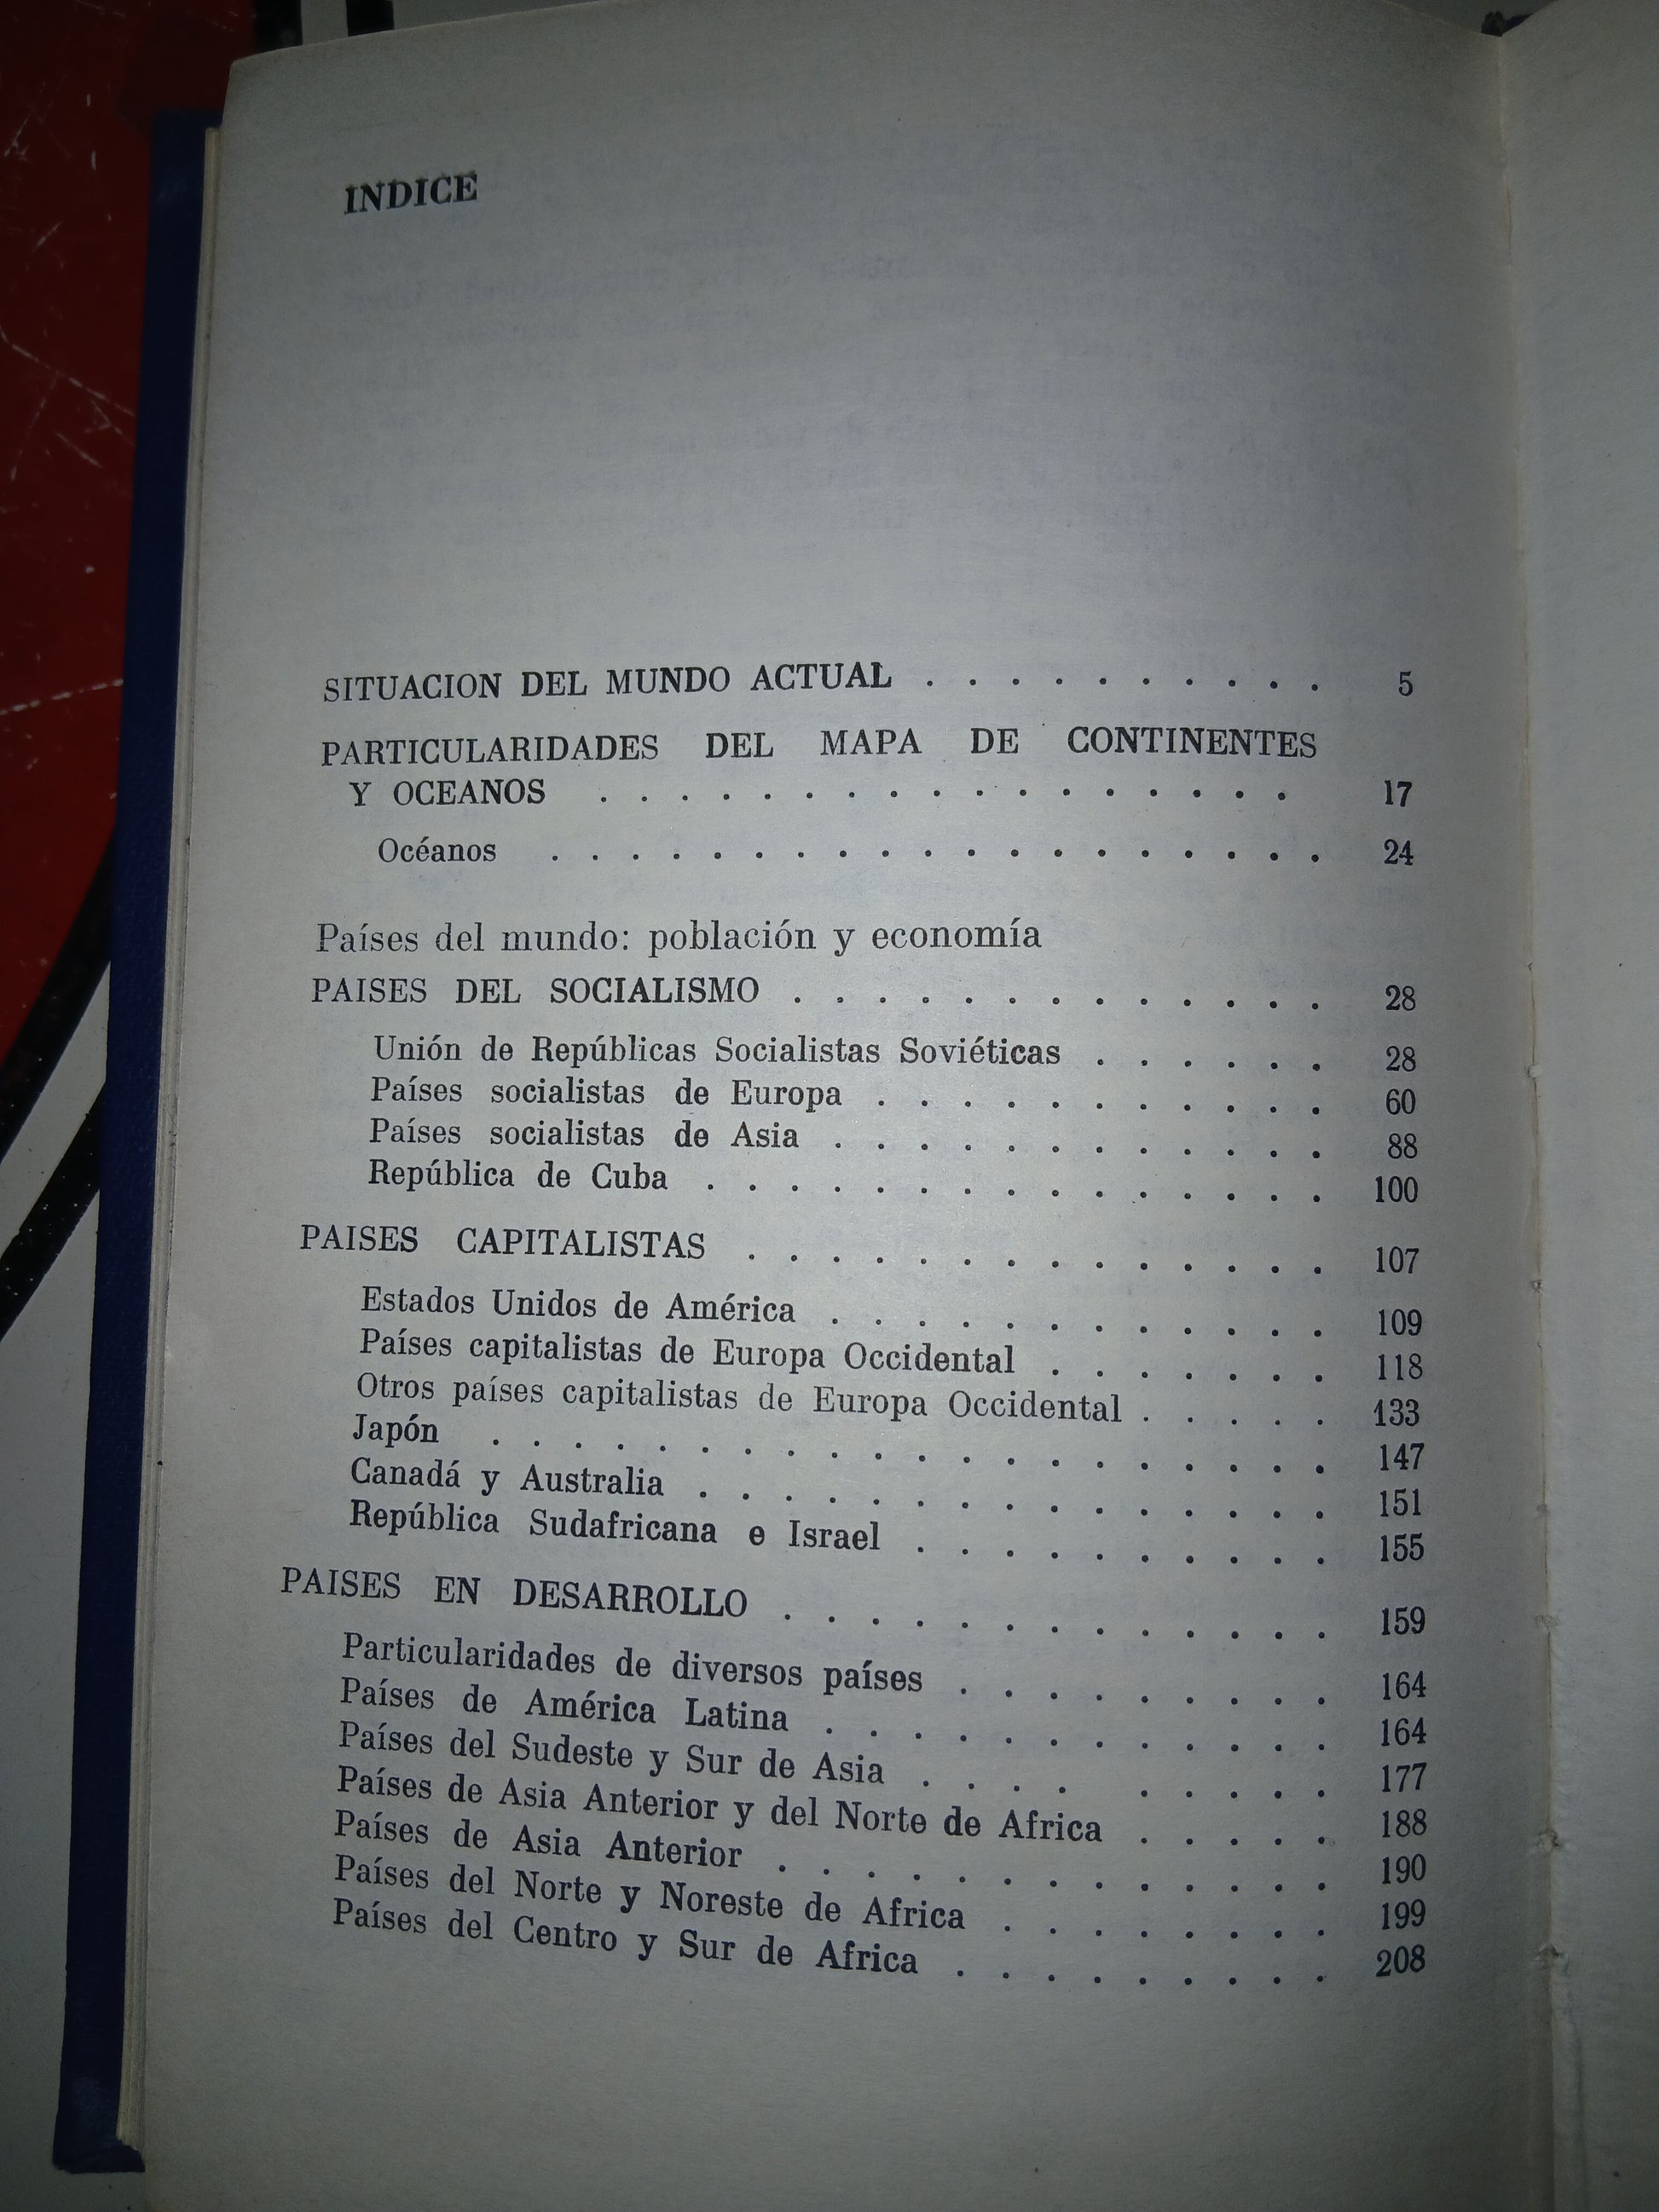 INDICE
SITUACION DEL MUNDO ACTUAL . . . . . . . . . . 5
PARTICULARIDADES DEL MAPA DE CONTINENTES
Y OCEANOS . . . . . . . . . . . . . . . . . 17
Océanos . . . . . . . . . . . . . . . . . . . 24
Países del mundo: población y economía
PAISES DEL SOCIALISMO . . . . . . . . . . . . . 28
Unión de Repúblicas Socialistas Soviéticas . . . . . . 28
Países socialistas de Europa . . . . . . . . . . . 60
Países socialistas de Asia . . . . . . . . . . . . 88
República de Cuba . . . . . . . . . . . . . . . 100
PAISES CAPITALISTAS . . . . . . . . . . . . . . 107
Estados Unidos de América . . . . . . . . . . . . 109
Países capitalistas de Europa Occidental . . . . . . . 118
Otros países capitalistas de Europa Occidental . . . . . 133
Japón . . . . . . . . . . . . . . . . . . . . 147
Canadá y Australia . . . . . . . . . . . . . . . 151
República Sudafricana e Israel . . . . . . . . . . 155
PAISES EN DESARROLLO . . . . . . . . . . . . . 159
Particularidades de diversos países . . . . . . . . . 164
Países de América Latina . . . . . . . . . . . . 164
Países del Sudeste y Sur de Asia . . . . . . . . . 177
Países de Asia Anterior y del Norte de Africa . . . . . 188
Países de Asia Anterior . . . . . . . . . . . . . 190
Países del Norte y Noreste de Africa . . . . . . . . 199
Países del Centro y Sur de Africa . . . . . . . . . 208